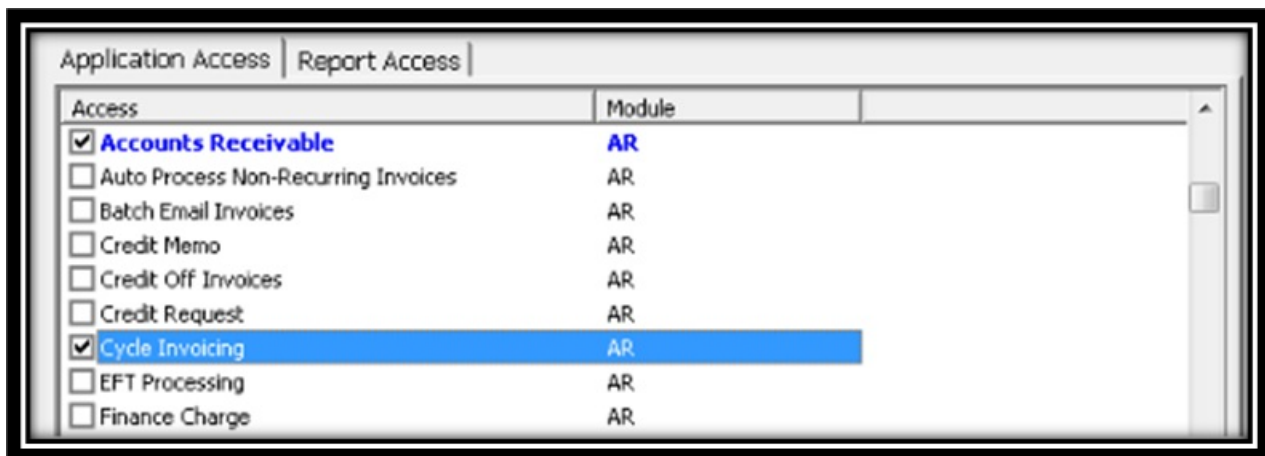 Application Access Report Access
Access Module
Accounts Receivable AR
Auto Process Non-Recurring Invoices AR
Batch Email Invoices AR
Credit Memo AR
Credit Off Invoices AR
Credit Request AR
Cycle Invoicing AR
EFT Processing AR
Finance Charge AR